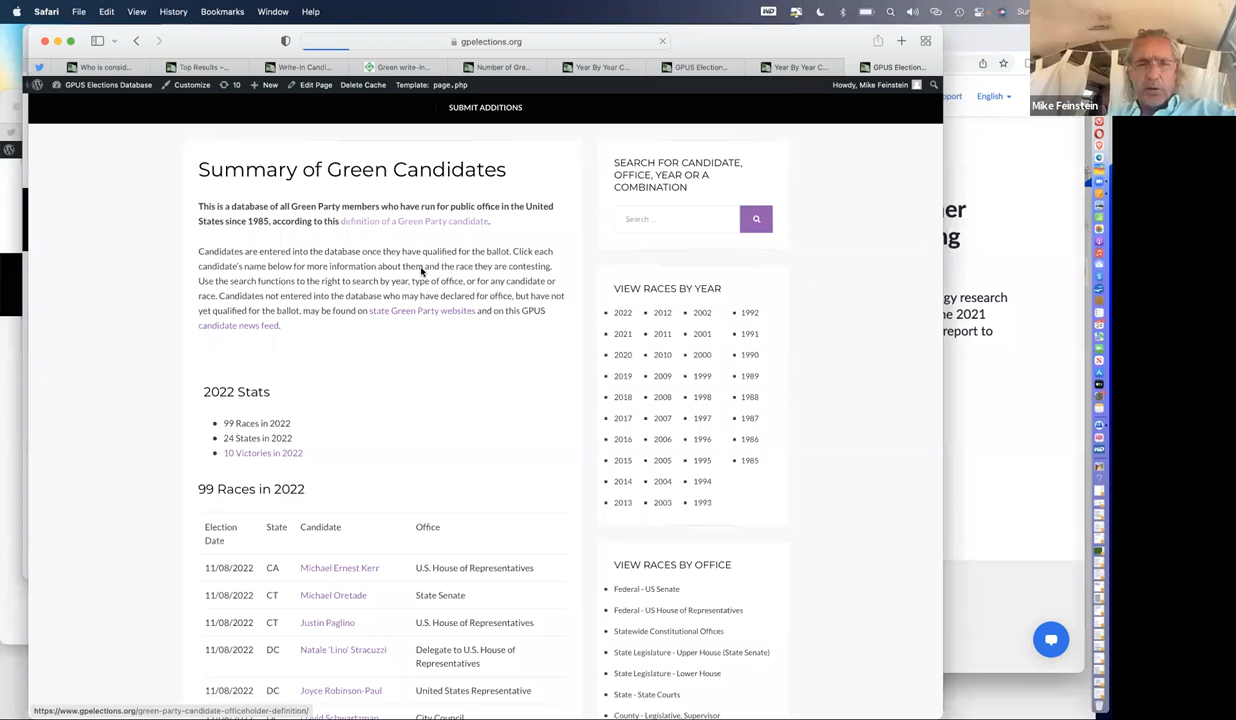 Safari File Edit View History Bookmarks Window Help
gpelections.org
Who is consid... Top Results –... Write-In Candi... Green write-in... Number of Gre... Year By Year C... GPUS Election... Year By Year C... GPUS Election...
GPUS Elections Database Customize 10 New Edit Page Delete Cache Template: page.php Howdy, Mike Feinstein
SUBMIT ADDITIONS
Summary of Green Candidates
This is a database of all Green Party members who have run for public office in the United
States since 1985, according to this definition of a Green Party candidate.
Candidates are entered into the database once they have qualified for the ballot. Click each
candidate's name below for more information about them and the race they are contesting.
Use the search functions to the right to search by year, type of office, or for any candidate or
race. Candidates not entered into the database who may have declared for office, but have not
yet qualified for the ballot, may be found on state Green Party websites and on this GPUS
candidate news feed.
2022 Stats
99 Races in 2022
24 States in 2022
10 Victories in 2022
99 Races in 2022
Election
Date
State Candidate Office
11/08/2022 CA Michael Ernest Kerr U.S. House of Representatives
11/08/2022 CT Michael Oretade State Senate
11/08/2022 CT Justin Paglino U.S. House of Representatives
11/08/2022 DC Natale 'Lino' Stracuzzi Delegate to U.S. House of
Representatives
11/08/2022 DC Joyce Robinson-Paul United States Representative
David Schwartzman City Council
https://www.gpelections.org/green-party-candidate-officeholder-definition/
SEARCH FOR CANDIDATE,
OFFICE, YEAR OR A
COMBINATION
Search ...
VIEW RACES BY YEAR
2022 2012 2002 1992
2021 2011 2001 1991
2020 2010 2000 1990
2019 2009 1999 1989
2018 2008 1998 1988
2017 2007 1997 1987
2016 2006 1996 1986
2015 2005 1995 1985
2014 2004 1994
2013 2003 1993
VIEW RACES BY OFFICE
Federal - US Senate
Federal - US House of Representatives
Statewide Constitutional Offices
State Legislature - Upper House (State Senate)
State Legislature - Lower House
State - State Courts
County - Legislative, Supervisor
Mike Feinstein
pport English
er
ng
gy research
ne 2021
report to